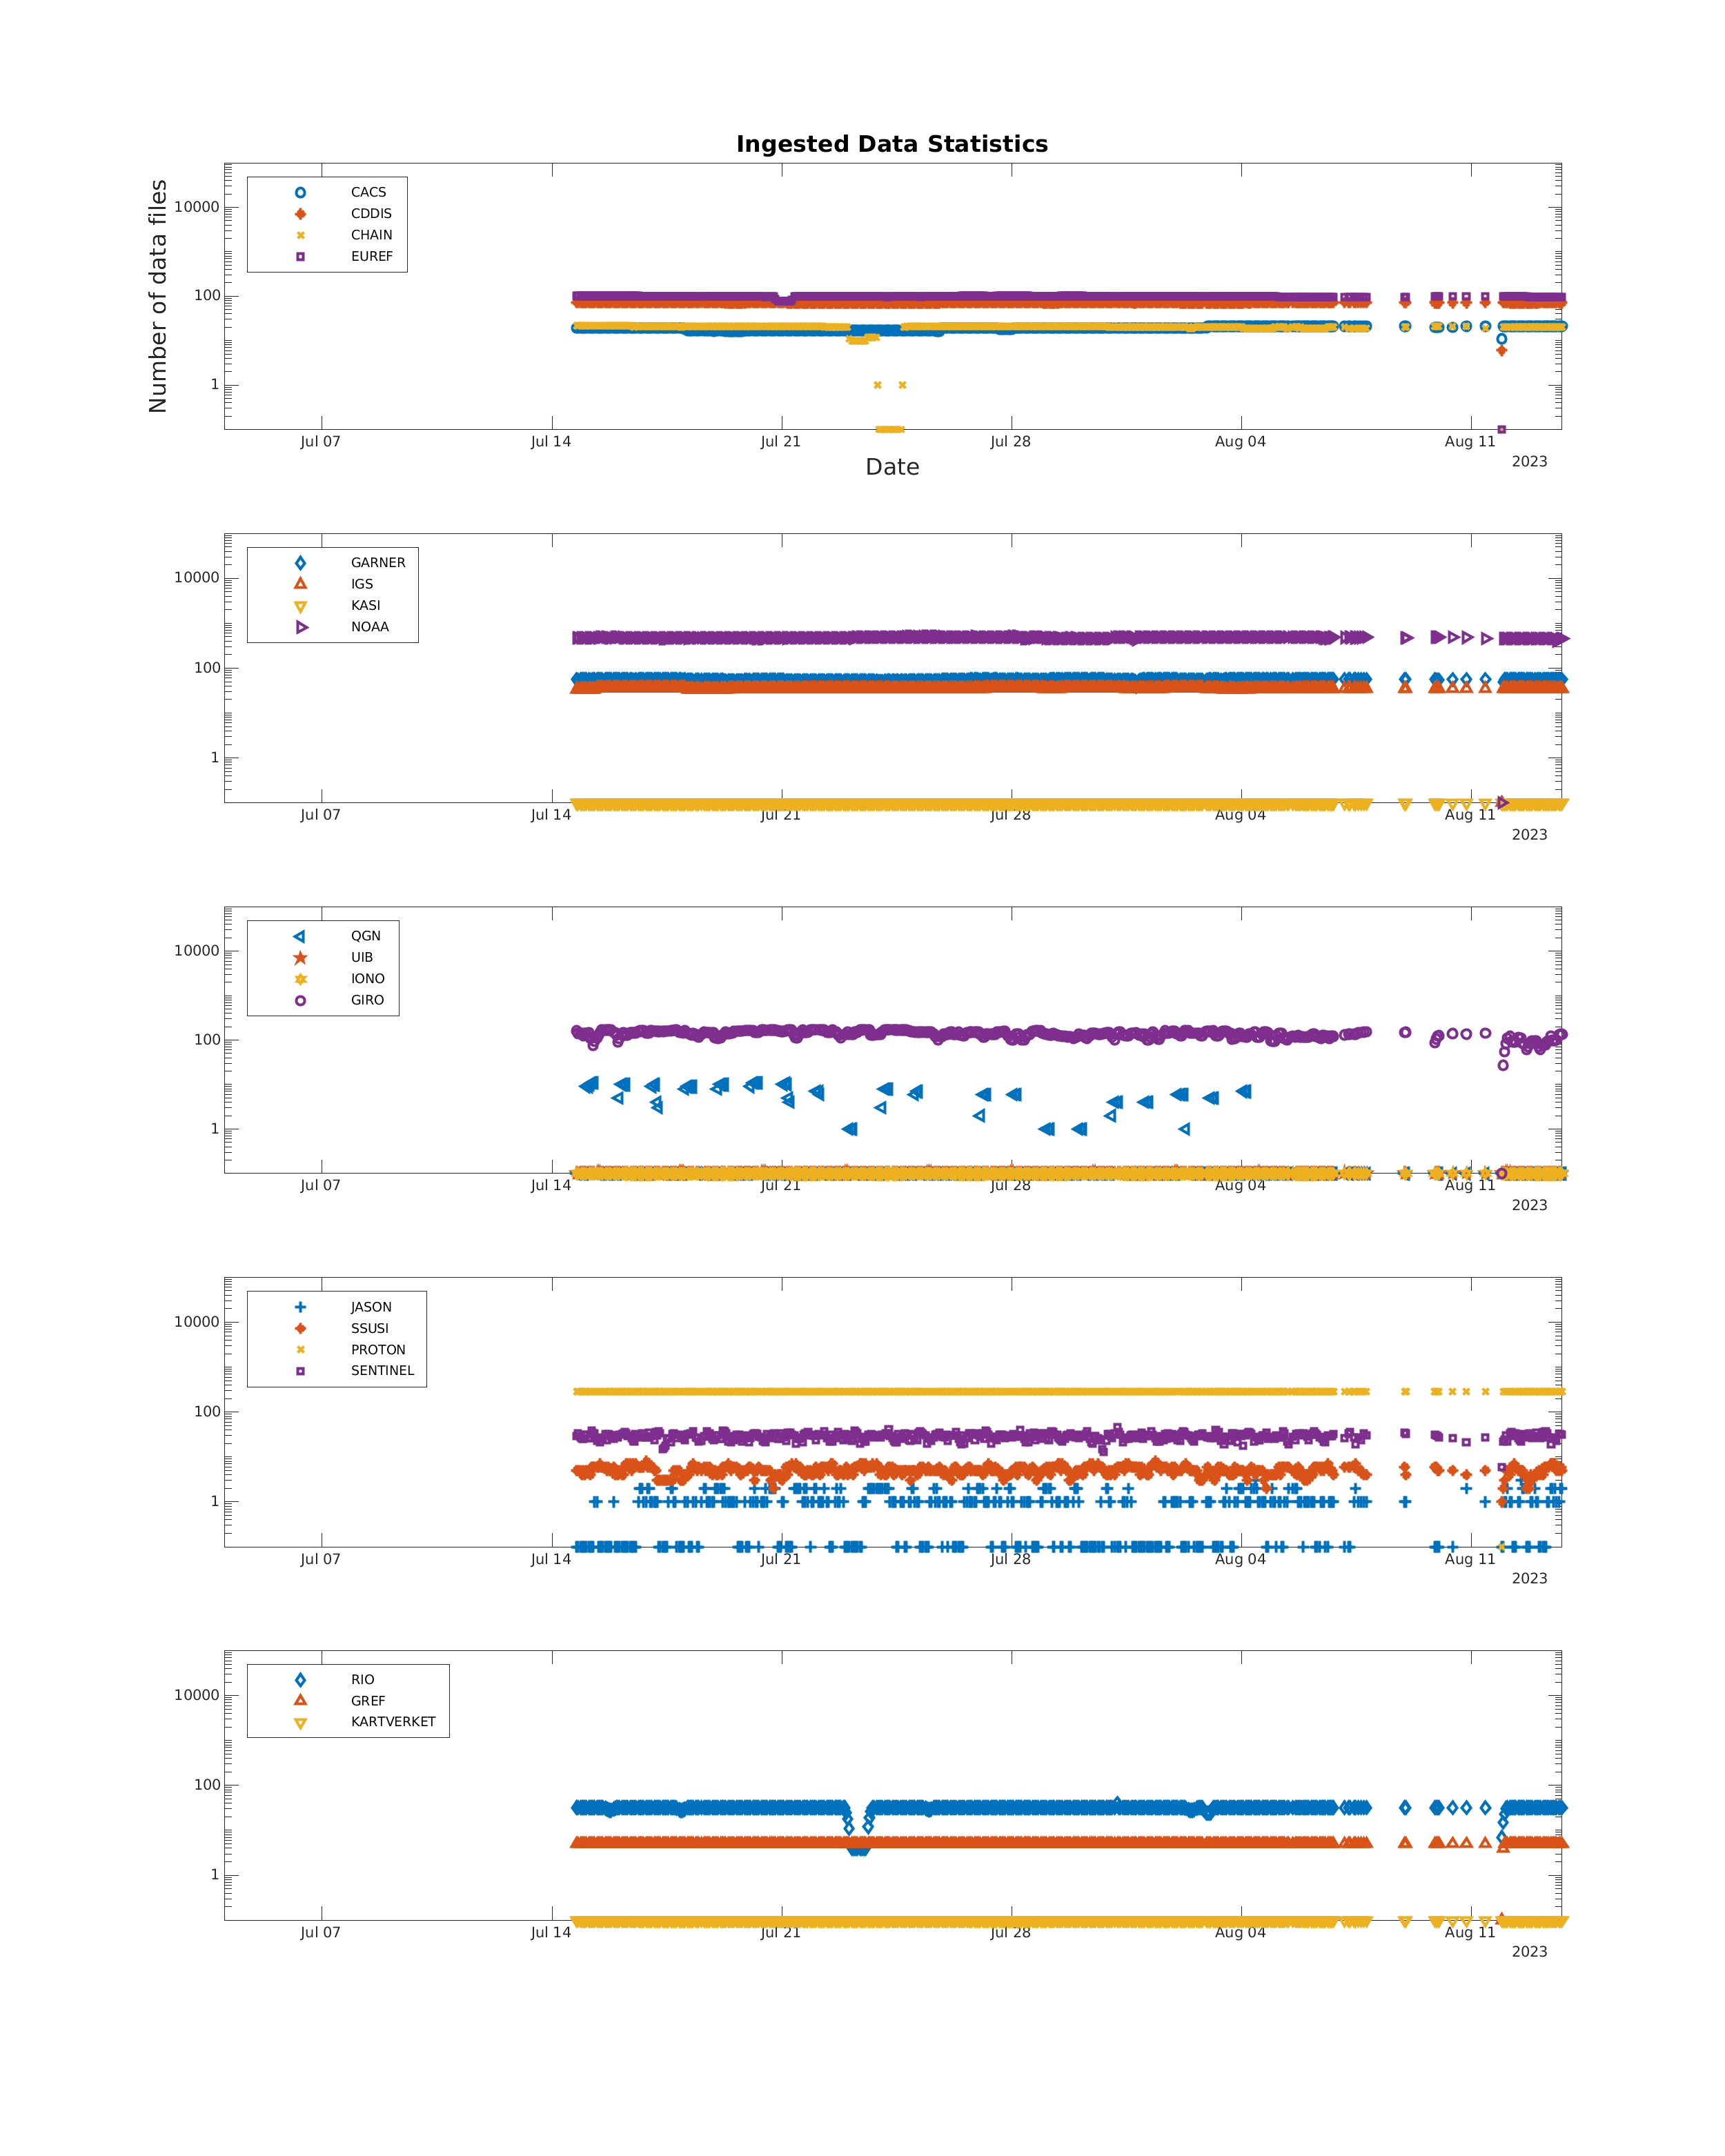 Ingested Data Statistics
Number of data files
10000
100
1
CACS
CDDIS
CHAIN
EUREF
Jul 07 Jul 14 Jul 21 Jul 28 Aug 04 Aug 11
2023
Date
10000
100
1
GARNER
IGS
KASI
NOAA
Jul 07 Jul 14 Jul 21 Jul 28 Aug 04 Aug 11
2023
10000
100
1
QGN
UIB
IONO
GIRO
Jul 07 Jul 14 Jul 21 Jul 28 Aug 04 Aug 11
2023
10000
100
1
JASON
SSUSI
PROTON
SENTINEL
Jul 07 Jul 14 Jul 21 Jul 28 Aug 04 Aug 11
2023
10000
100
1
RIO
GREF
KARTVERKET
Jul 07 Jul 14 Jul 21 Jul 28 Aug 04 Aug 11
2023